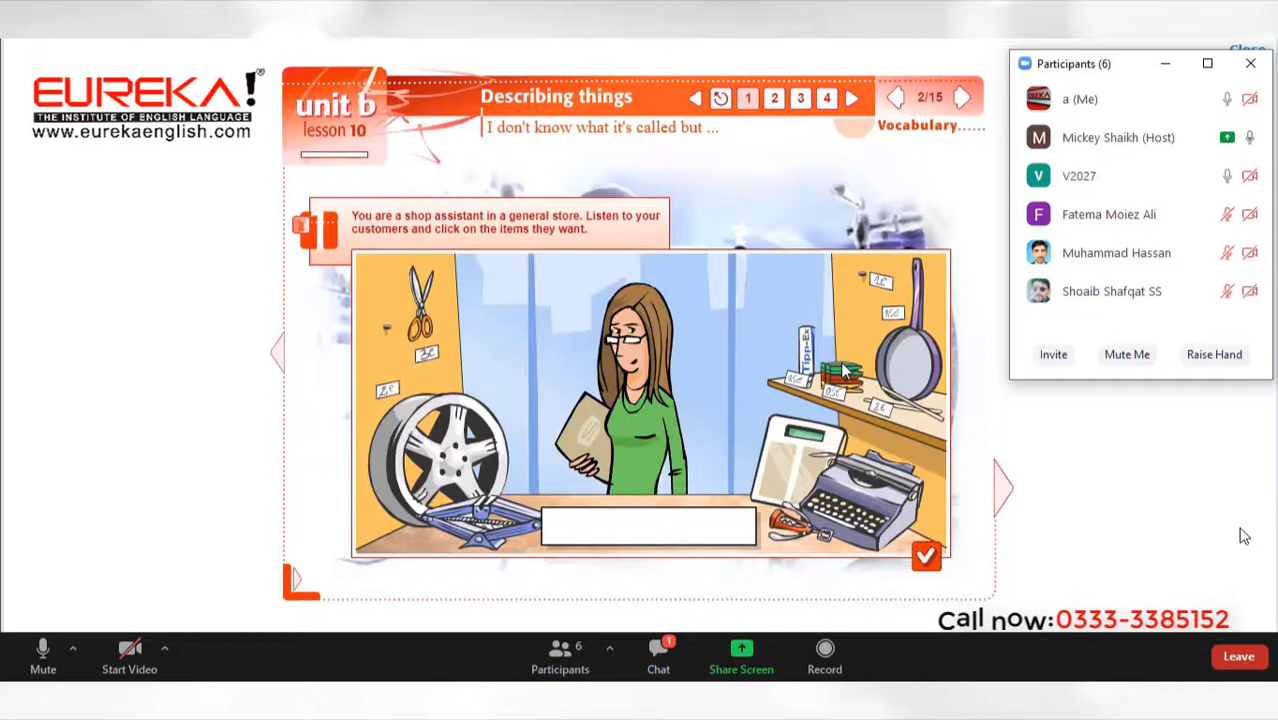 EUREKA!®
THE INSTITUTE OF ENGLISH LANGUAGE
www.eurekaenglish.com
unit b
lesson 10
Describing things
1 2 3 4
2/15
I don't know what it's called but ...
Vocabulary......
You are a shop assistant in a general store. Listen to your
customers and click on the items they want.
Tipp-Ex
Close
Participants (6)
a (Me)
M
Mickey Shaikh (Host)
V
V2027
F
Fatema Moiez Ali
Muhammad Hassan
Shoaib Shafqat SS
Invite
Mute Me
Raise Hand
Call now:0333-3385152
Mute
Start Video
6
Participants
1
Chat
Share Screen
Record
Leave